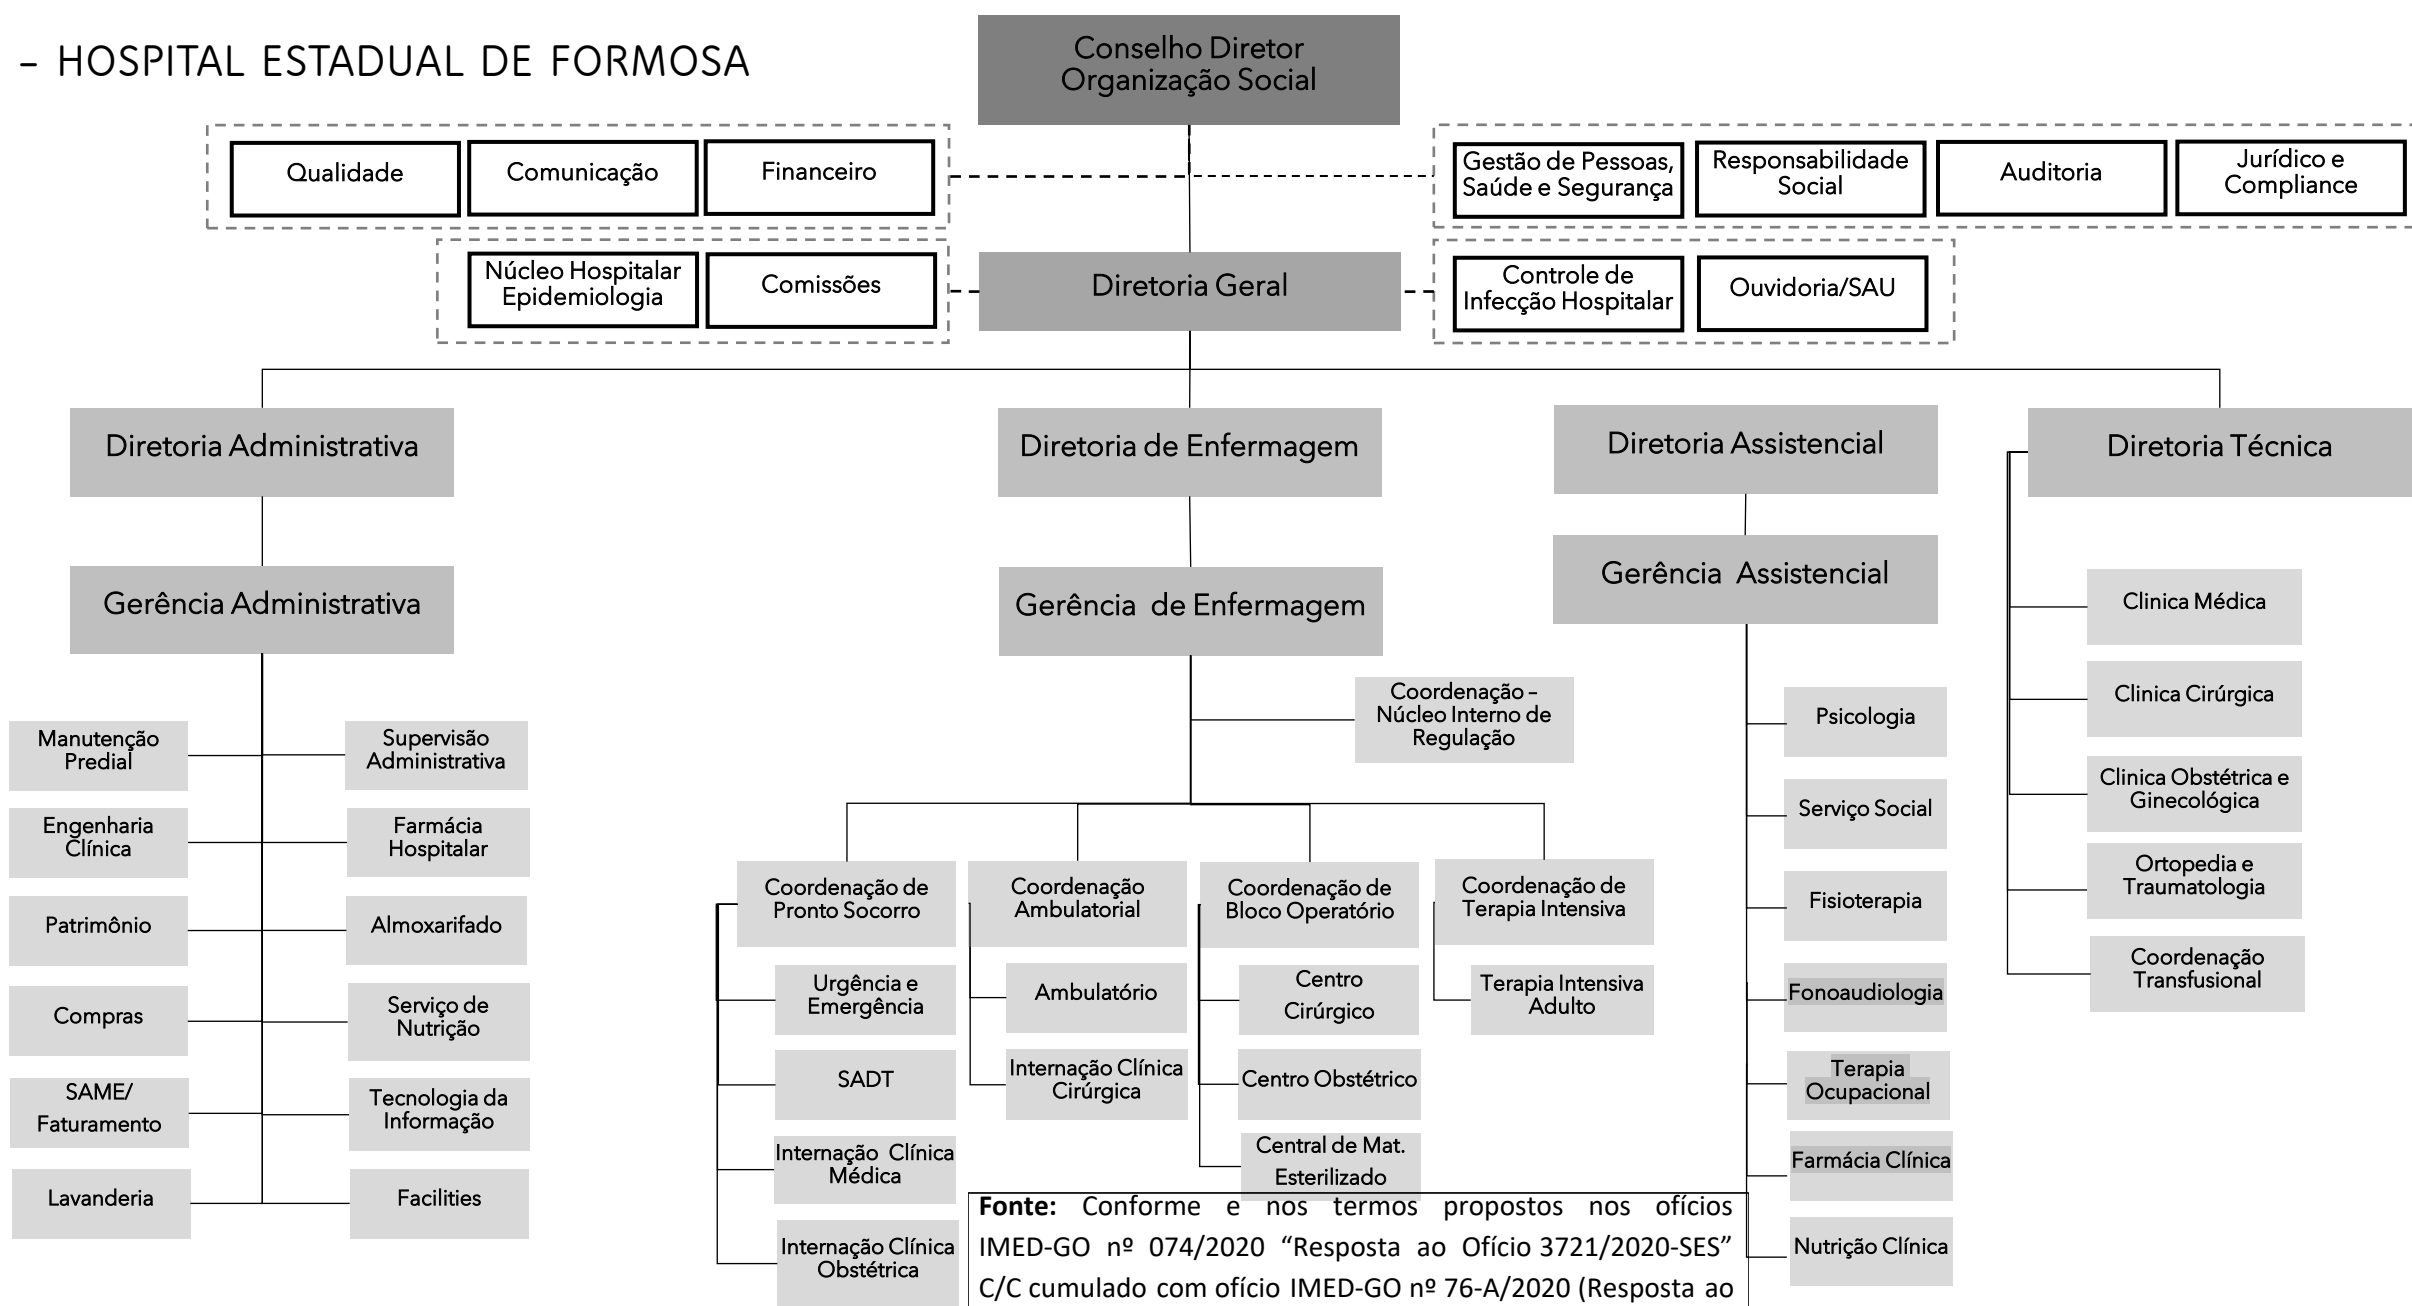 - HOSPITAL ESTADUAL DE FORMOSA
Conselho Diretor
Organização Social
Qualidade
Comunicação
Financeiro
Gestão de Pessoas,
Saúde e Segurança
Responsabilidade
Social
Auditoria
Jurídico e
Compliance
Núcleo Hospitalar
Epidemiologia
Comissões
Diretoria Geral
Controle de
Infecção Hospitalar
Ouvidoria/SAU
Diretoria Administrativa
Diretoria de Enfermagem
Diretoria Assistencial
Diretoria Técnica
Gerência Administrativa
Gerência de Enfermagem
Gerência Assistencial
Manutenção
Predial
Supervisão
Administrativa
Engenharia
Clínica
Farmácia
Hospitalar
Patrimônio
Almoxarifado
Compras
Serviço de
Nutrição
SAME/
Faturamento
Tecnologia da
Informação
Lavanderia
Facilities
Coordenação –
Núcleo Interno de
Regulação
Coordenação de
Pronto Socorro
Urgência e
Emergência
SADT
Internação Clínica
Médica
Internação Clínica
Obstétrica
Coordenação
Ambulatorial
Ambulatório
Internação Clínica
Cirúrgica
Coordenação de
Bloco Operatório
Centro
Cirúrgico
Centro Obstétrico
Central de Mat.
Esterilizado
Coordenação de
Terapia Intensiva
Terapia Intensiva
Adulto
Psicologia
Serviço Social
Fisioterapia
Fonoaudiologia
Terapia
Ocupacional
Farmácia Clínica
Nutrição Clínica
Clinica Médica
Clinica Cirúrgica
Clinica Obstétrica e
Ginecológica
Ortopedia e
Traumatologia
Coordenação
Transfusional
Fonte: Conforme e nos termos propostos nos ofícios
IMED-GO nº 074/2020 “Resposta ao Ofício 3721/2020-SES”
C/C cumulado com ofício IMED-GO nº 76-A/2020 (Resposta ao